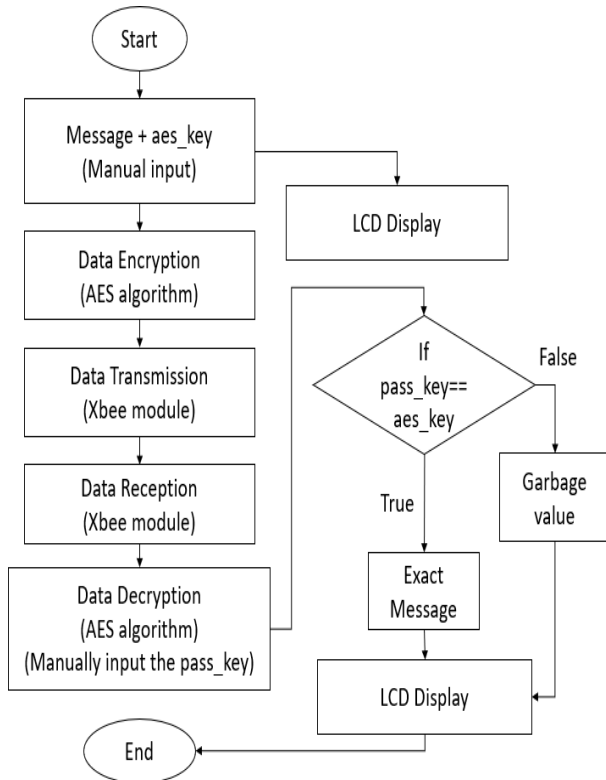 Start
Message + aes_key
(Manual input)
LCD Display
Data Encryption
(AES algorithm)
Data Transmission
(Xbee module)
Data Reception
(Xbee module)
Data Decryption
(AES algorithm)
(Manually input the pass_key)
If
pass_key==
aes_key
False
Garbage
value
True
Exact
Message
LCD Display
End